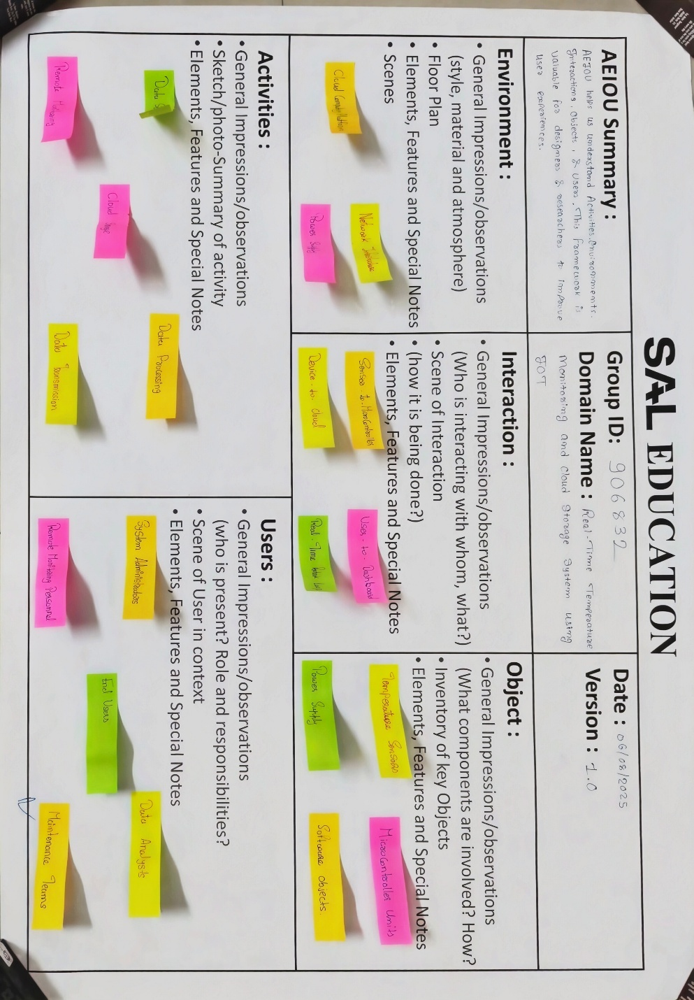 SAL EDUCATION
AEIOU Summary :
AEIOU helps us understand Activities, Environments,
Interactions, Objects, & Users. This framework is
valuable for designers & researchers to improve
user experiences.
Group ID: 906832
Domain Name : Real-Time Temperature
Monitoring and Cloud Storage System using
IOT
Date : 06/08/2025
Version : 1.0
Environment :
• General Impressions/observations
(style, material and atmosphere)
• Floor Plan
• Elements, Features and Special Notes
• Scenes
Cloud
Network
Power
Interaction :
• General Impressions/observations
(Who is interacting with whom, what?)
• Scene of Interaction
• (how it is being done?)
• Elements, Features and Special Notes
Sensor-to-MicroController
Device-to-Cloud
User-to-Dashboard
Real-Time
Object :
• General Impressions/observations
(What components are involved? How?
• Inventory of key Objects
• Elements, Features and Special Notes
Temperature Sensors
Power Supply
MicroController Units
Software objects.
Activities :
• General Impressions/observations
• Sketch/photo-Summary of activity
• Elements, Features and Special Notes
Data
Remote
Cloud
Data Processing
Data Transmission
Users :
• General Impressions/observations
(who is present? Role and responsibilities?
• Scene of User in context
• Elements, Features and Special Notes
System Administrators
Remote Monitoring Personnel
End Users
Data Analysts
Maintenance Teams